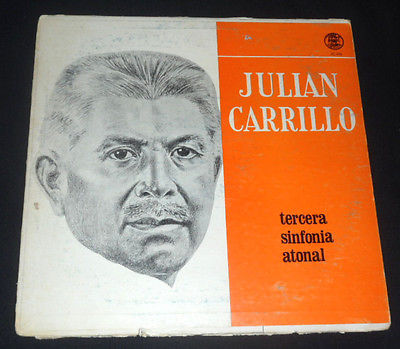 JULIAN
CARRILLO
tercera
sinfonia
atonal